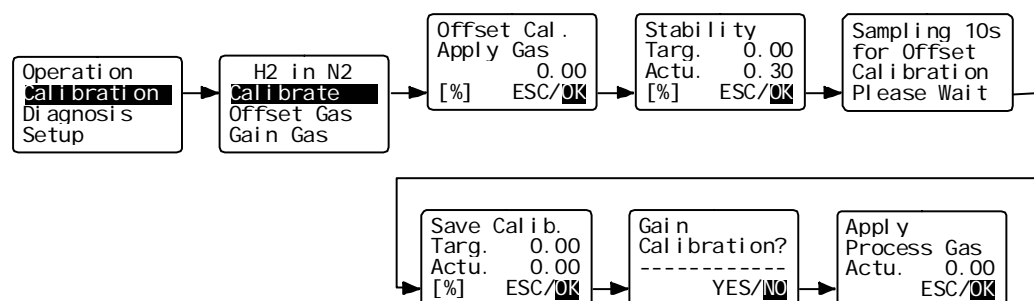 Operation
Calibration
Diagnosis
Setup
H2 in N2
Calibrate
Offset Gas
Gain Gas
Offset Cal.
Apply Gas
0.00
[%] ESC/OK
Stability
Targ. 0.00
Actu. 0.30
[%] ESC/OK
Sampling 10s
for Offset
Calibration
Please Wait
Save Calib.
Targ. 0.00
Actu. 0.00
[%] ESC/OK
Gain
Calibration?
------------
YES/NO
Apply
Process Gas
Actu. 0.00
ESC/OK